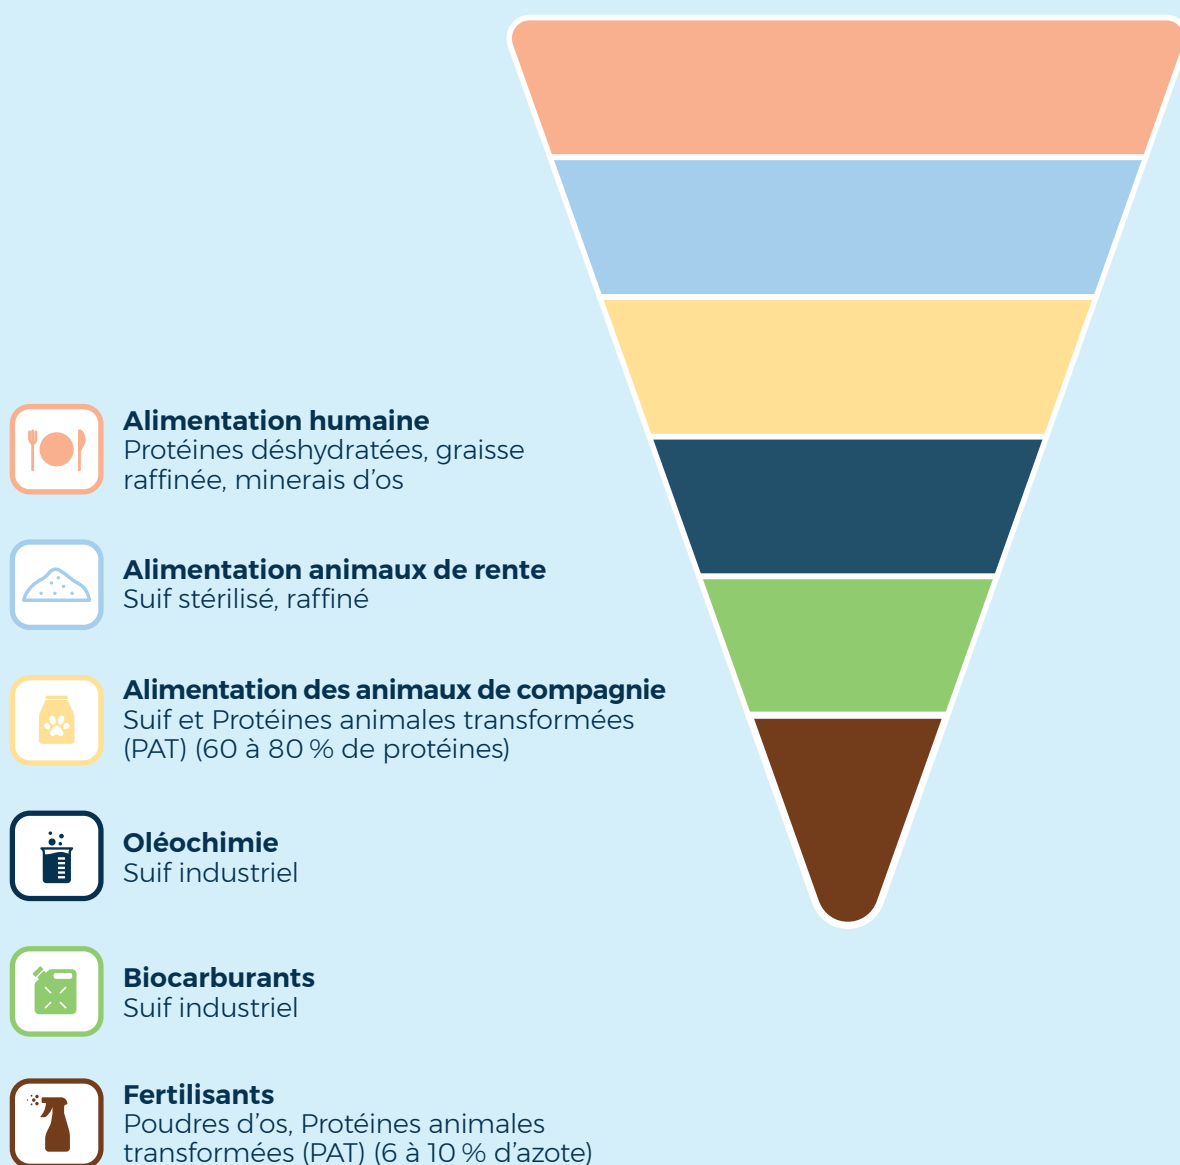 Alimentation humaine
Protéines déshydratées, graisse
raffinée, minerais d’os
Alimentation animaux de rente
Suif stérilisé, raffiné
Alimentation des animaux de compagnie
Suif et Protéines animales transformées
(PAT) (60 à 80 % de protéines)
Oléochimie
Suif industriel
Biocarburants
Suif industriel
Fertilisants
Poudres d’os, Protéines animales
transformées (PAT) (6 à 10 % d’azote)